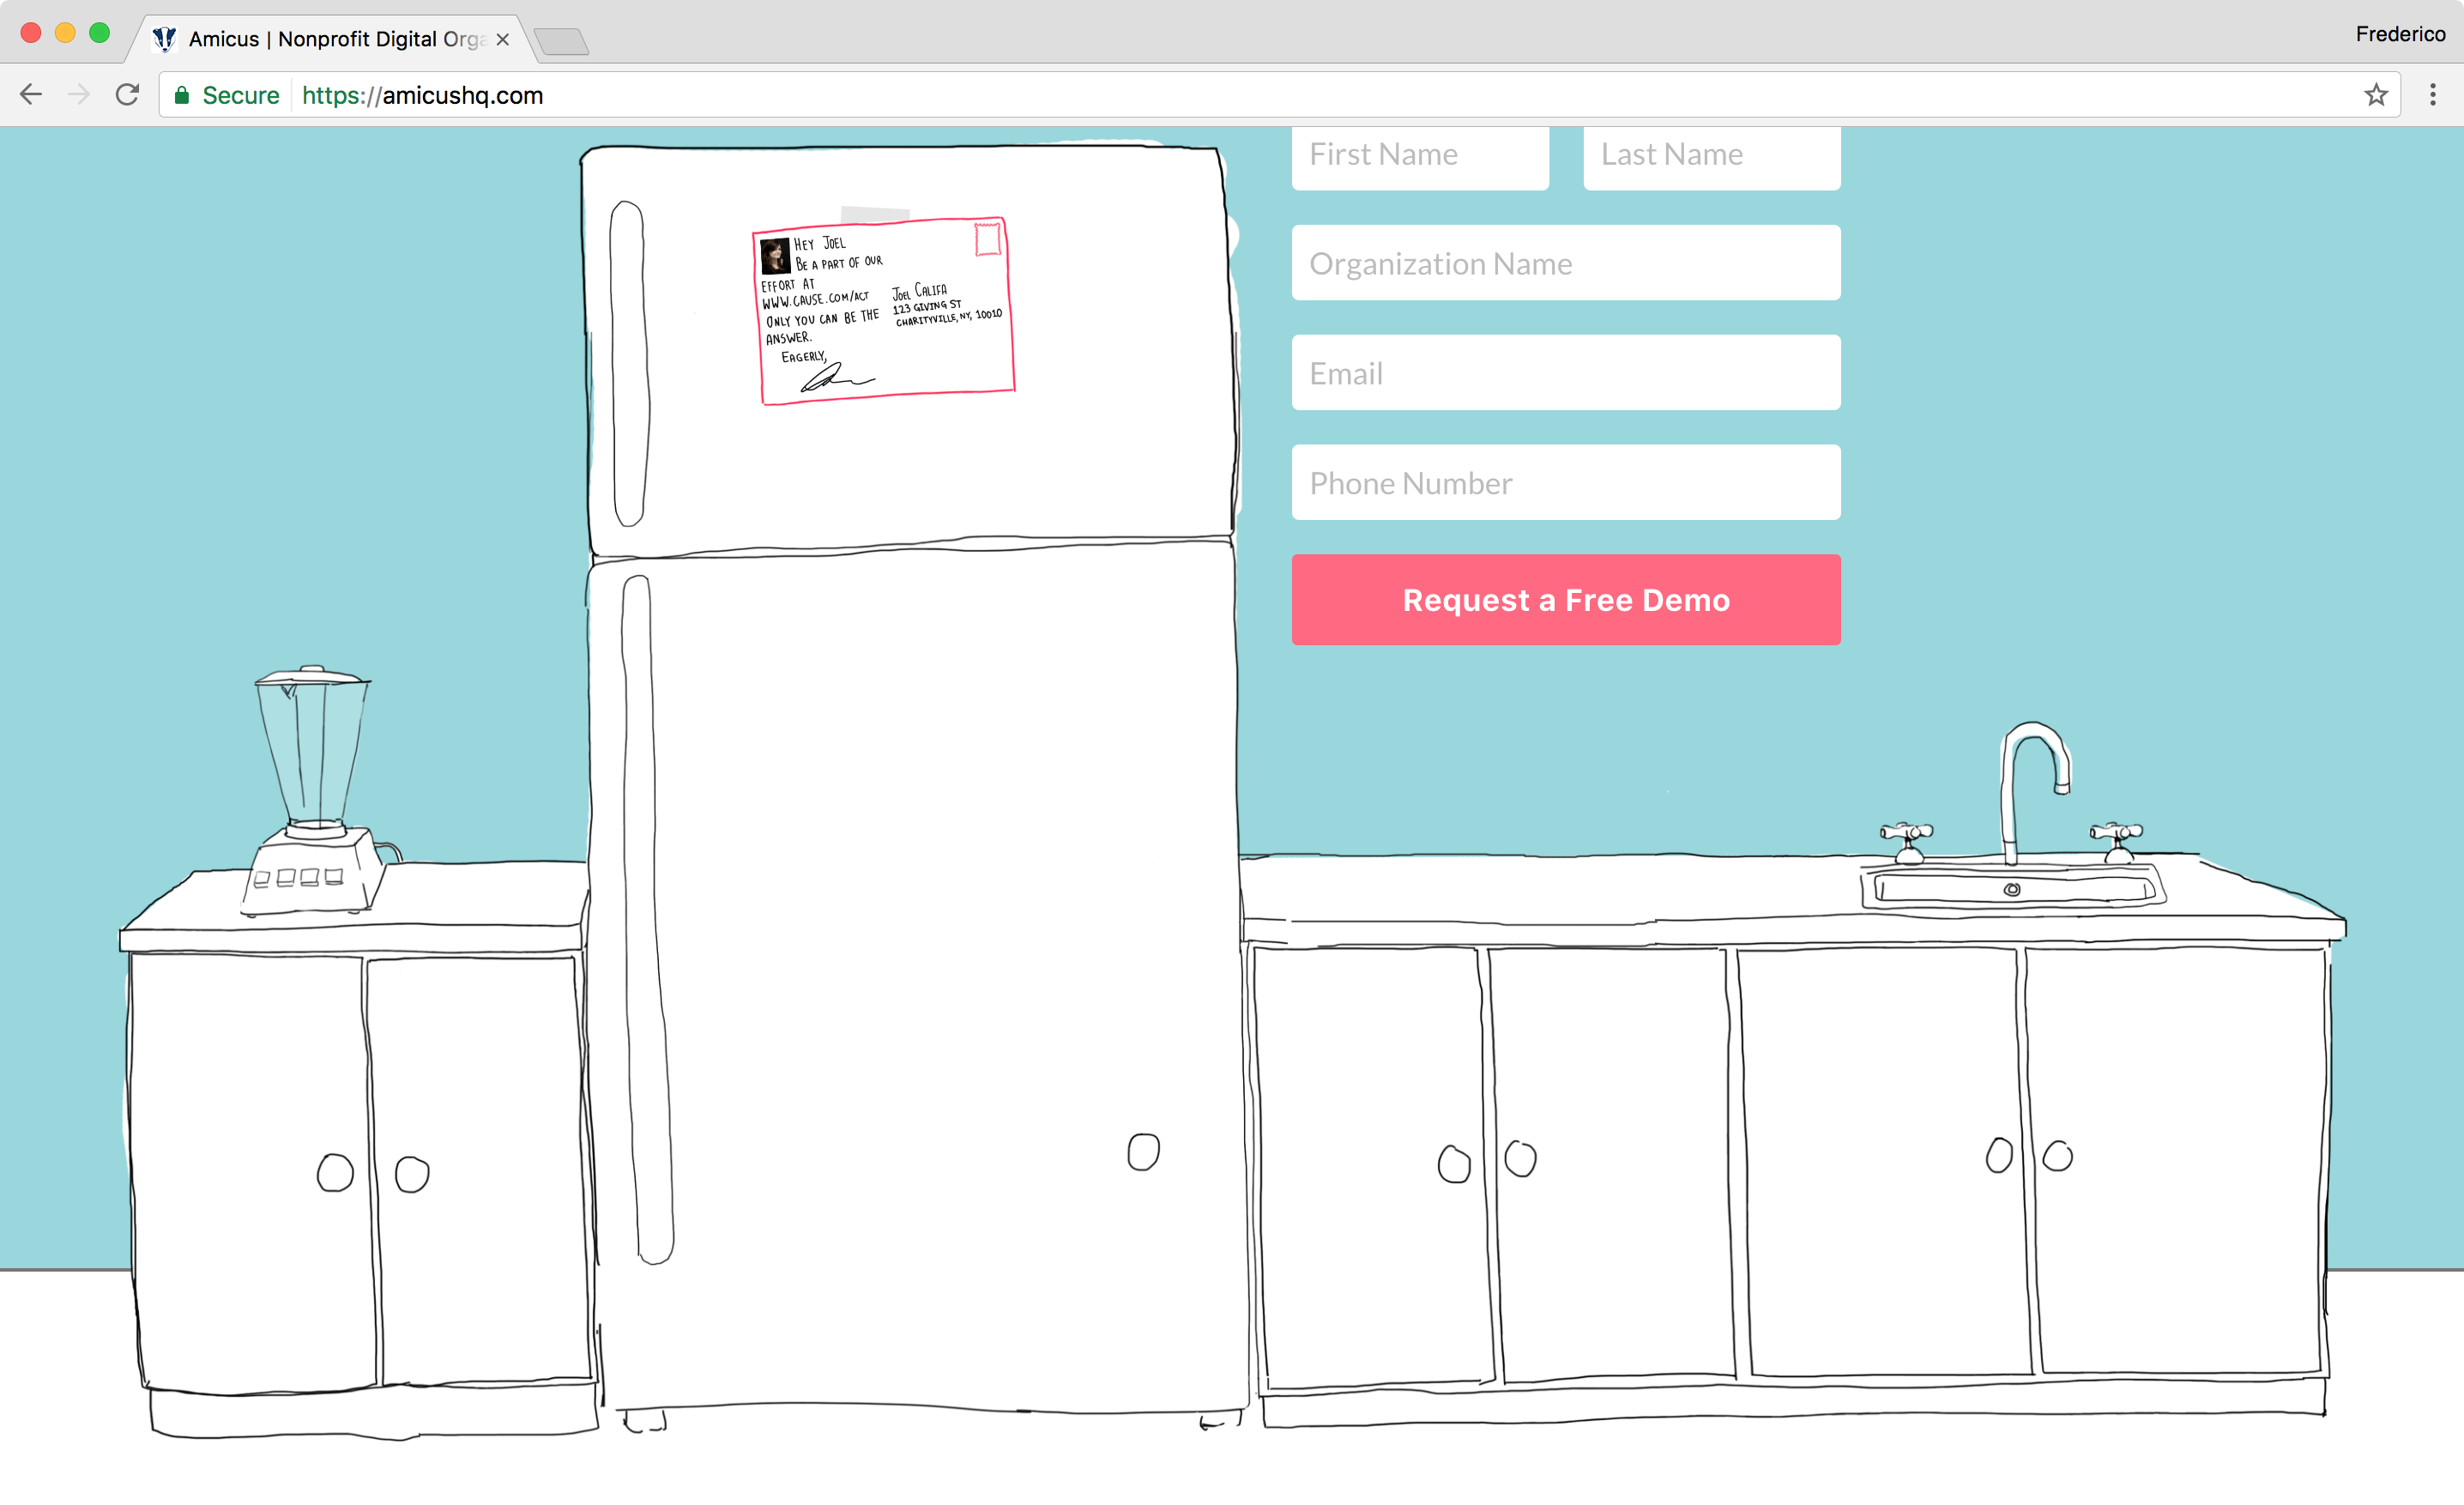 Amicus | Nonprofit Digital Orga
Frederico
Secure
https://amicushq.com
First Name
Last Name
Organization Name
Email
Phone Number
Request a Free Demo
HEY JOEL
BE A PART OF OUR
EFFORT AT
WWW.CAUSE.COM/ACT
ONLY YOU CAN BE THE
ANSWER.
EAGERLY,
JOEL CALIFA
123 GIVING ST
CHARITYVILLE, NY, 10010